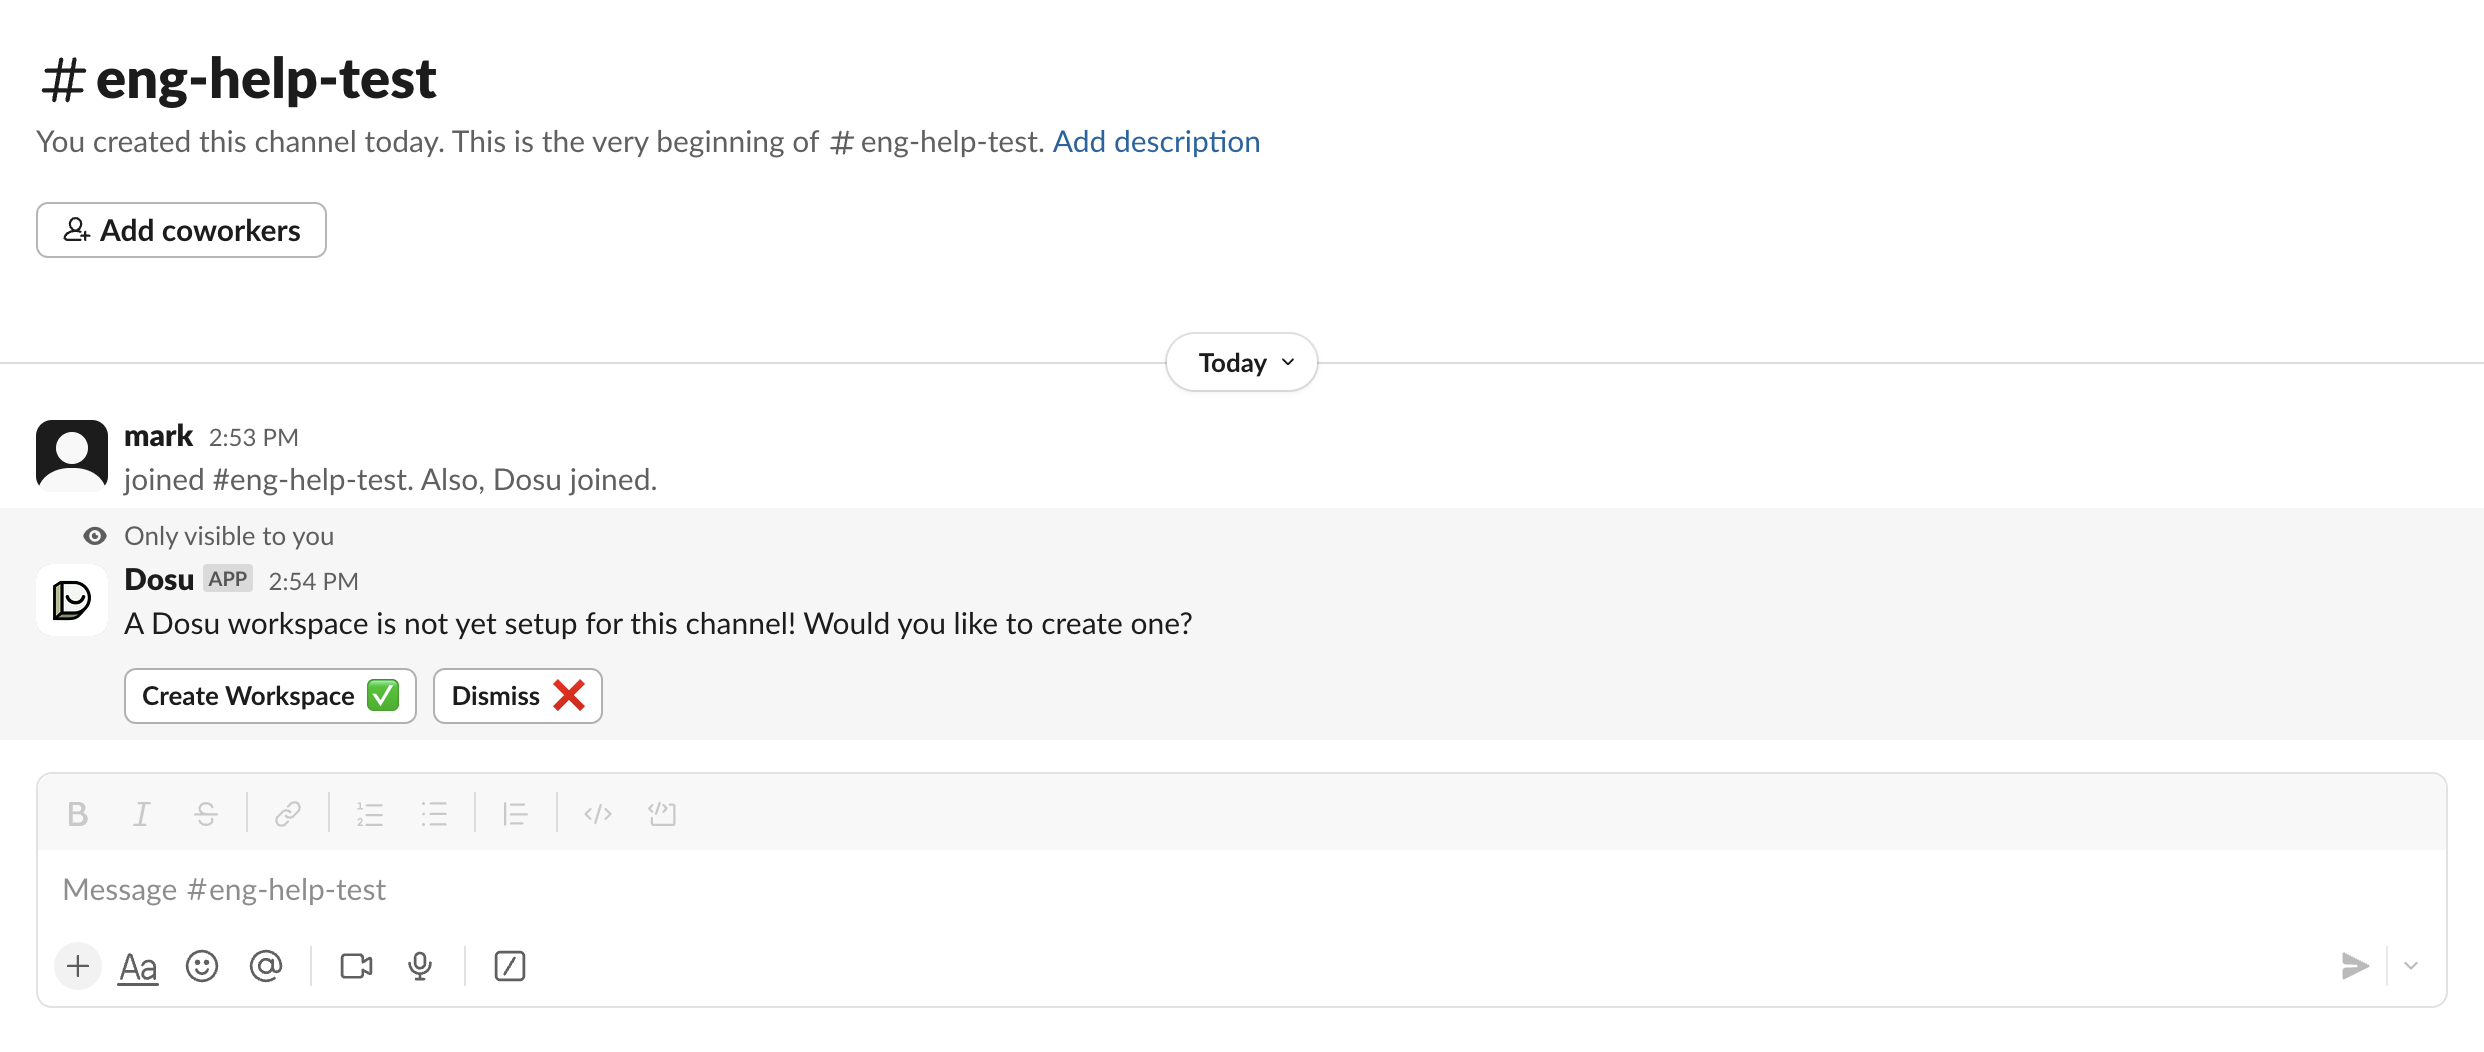 # eng-help-test
You created this channel today. This is the very beginning of # eng-help-test. Add description
Add coworkers
Today
mark 2:53 PM
joined #eng-help-test. Also, Dosu joined.
Only visible to you
Dosu APP 2:54 PM
A Dosu workspace is not yet setup for this channel! Would you like to create one?
Create Workspace ✅ Dismiss ❌
Message #eng-help-test
Aa